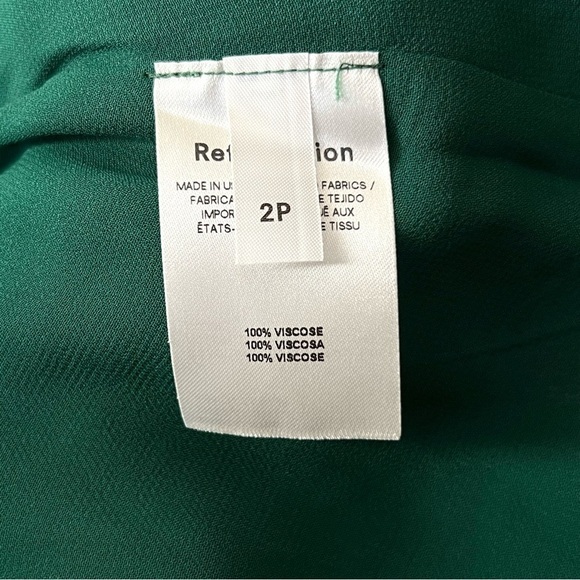 Ref ion
MADE IN US FABRICS /
FABRICA E TEJIDO
IMPOR É AUX
ÉTATS- E TISSU
2P
100% VISCOSE
100% VISCOSA
100% VISCOSE